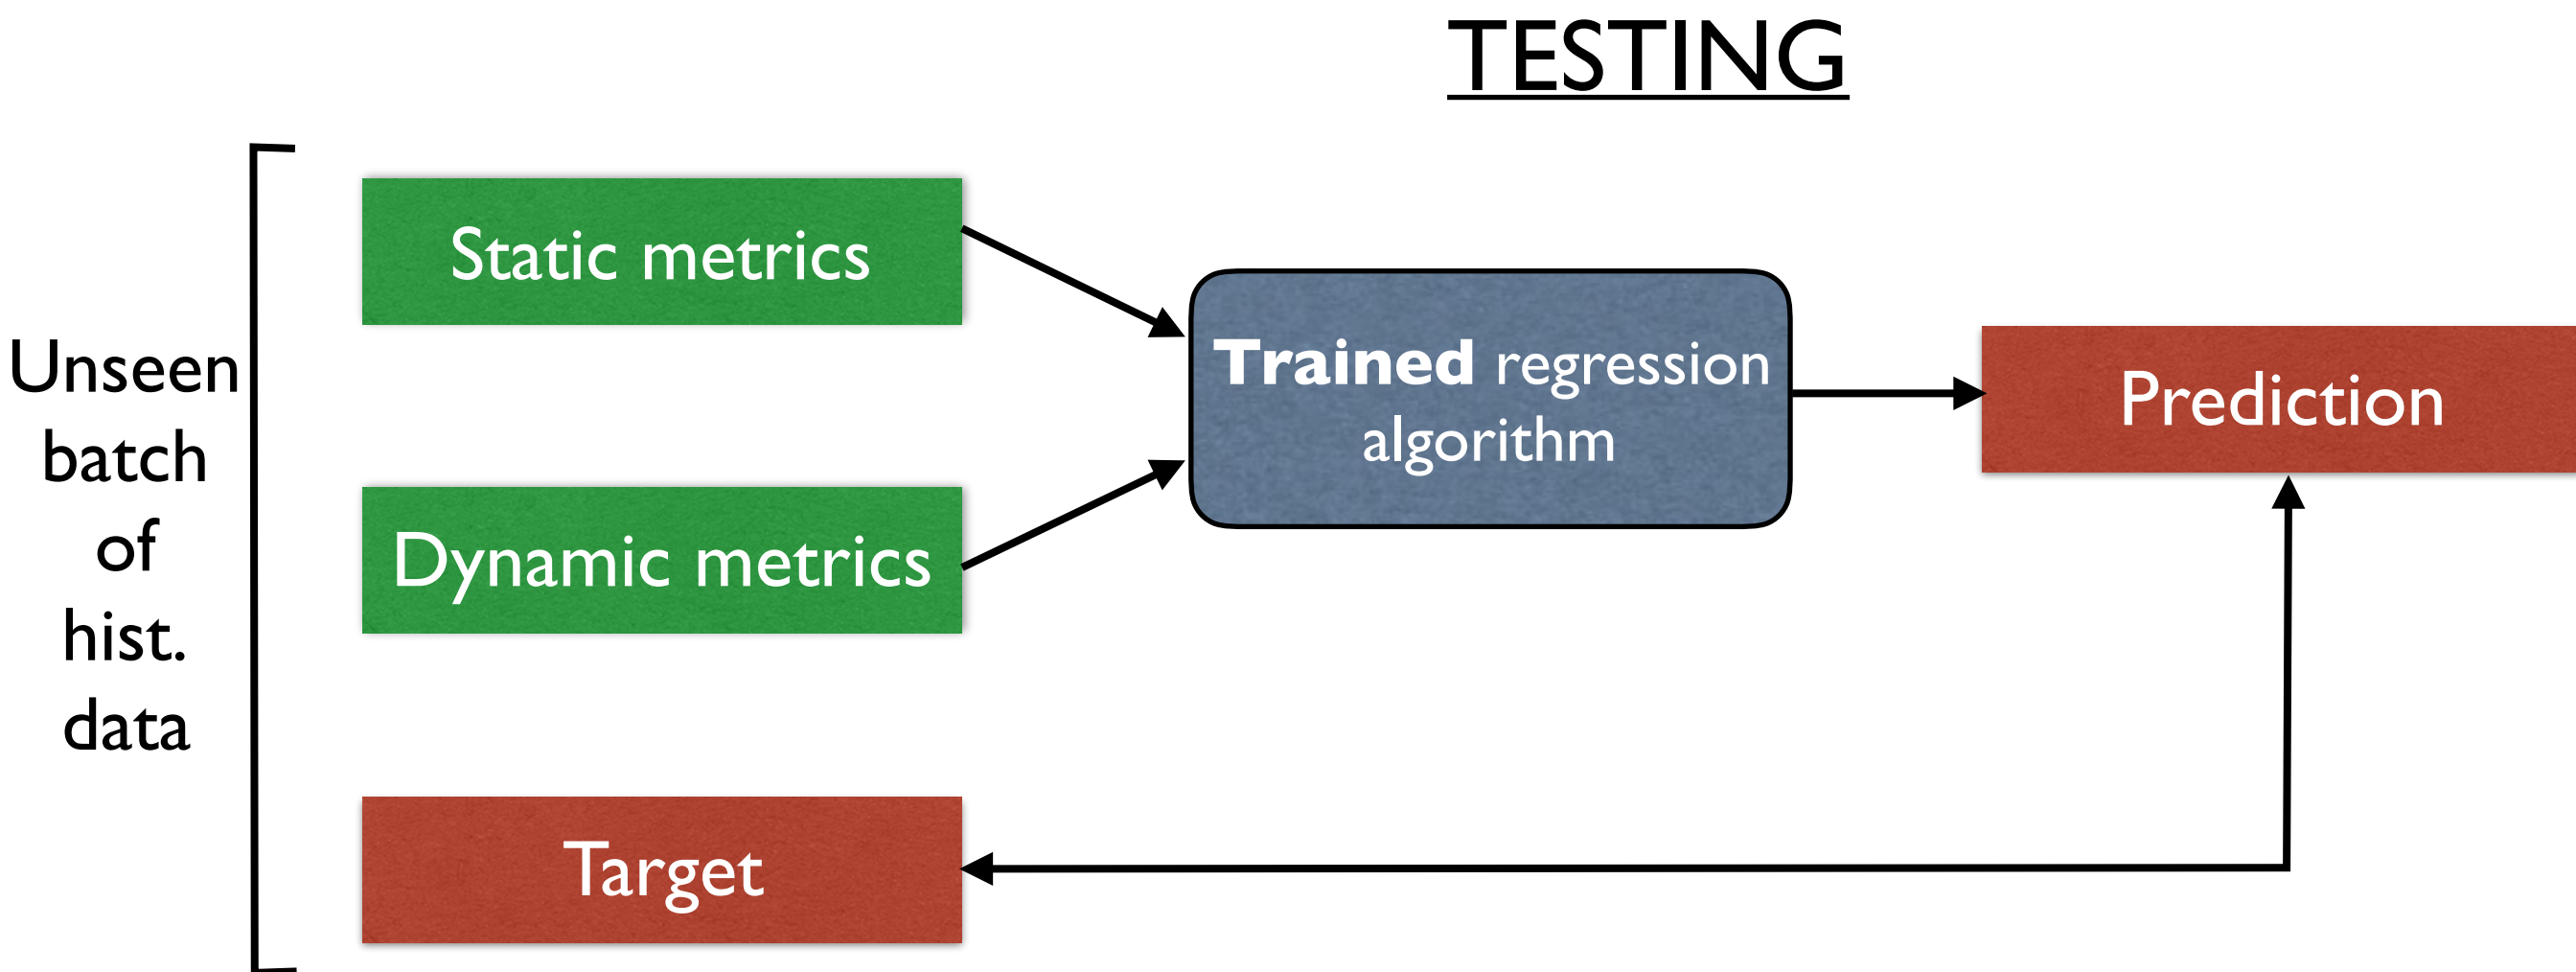 TESTING
Unseen
batch
of
hist.
data
Static metrics
Dynamic metrics
Target
Trained regression
algorithm
Prediction